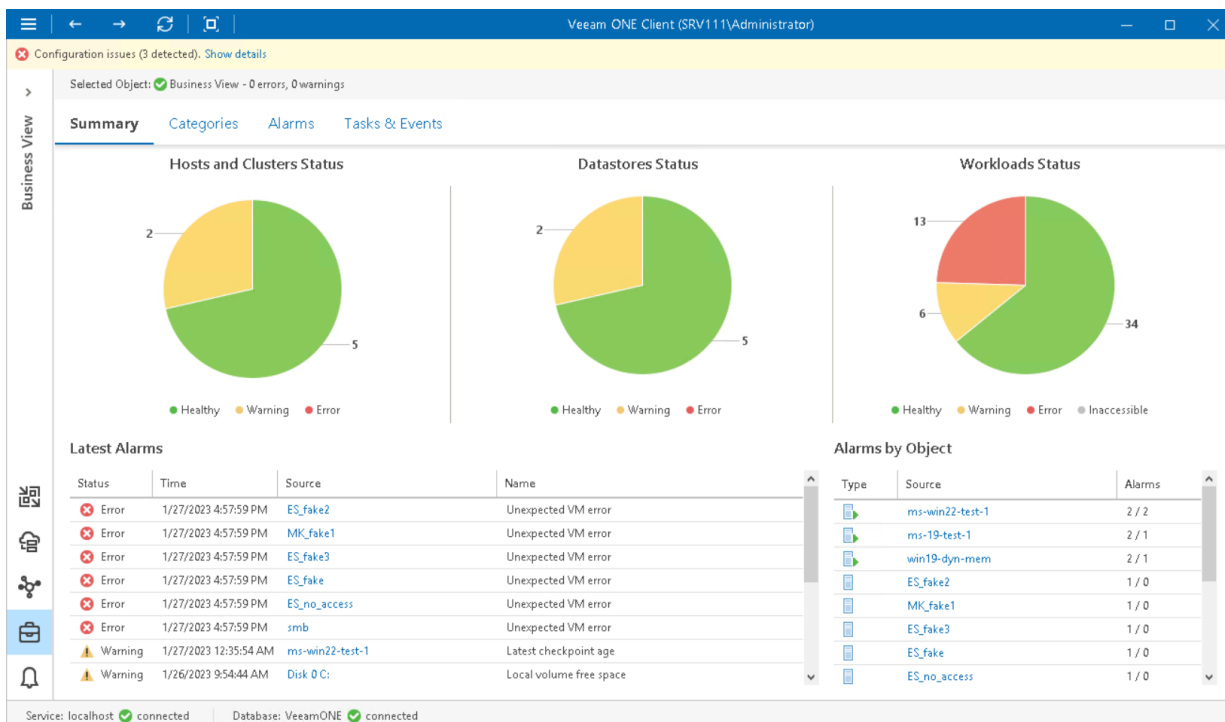 Veeam ONE Client (SRV111\Administrator)
Configuration issues (3 detected). Show details
Selected Object: Business View - 0 errors, 0 warnings
Business View
Summary Categories Alarms Tasks & Events
Hosts and Clusters Status
2
5
Healthy Warning Error
Datastores Status
2
5
Healthy Warning Error
Workloads Status
13
6
34
Healthy Warning Error Inaccessible
Latest Alarms
Status Time Source Name
Error 1/27/2023 4:57:59 PM ES_fake2 Unexpected VM error
Error 1/27/2023 4:57:59 PM MK_fake1 Unexpected VM error
Error 1/27/2023 4:57:59 PM ES_fake3 Unexpected VM error
Error 1/27/2023 4:57:59 PM ES_fake Unexpected VM error
Error 1/27/2023 4:57:59 PM ES_no_access Unexpected VM error
Error 1/27/2023 4:57:59 PM smb Unexpected VM error
Warning 1/27/2023 12:35:54 AM ms-win22-test-1 Latest checkpoint age
Warning 1/26/2023 9:54:44 AM Disk 0 C: Local volume free space
Alarms by Object
Type Source Alarms
ms-win22-test-1 2 / 2
ms-19-test-1 2 / 1
win19-dyn-mem 2 / 1
ES_fake2 1 / 0
MK_fake1 1 / 0
ES_fake3 1 / 0
ES_fake 1 / 0
ES_no_access 1 / 0
Service: localhost connected Database: VeeamONE connected